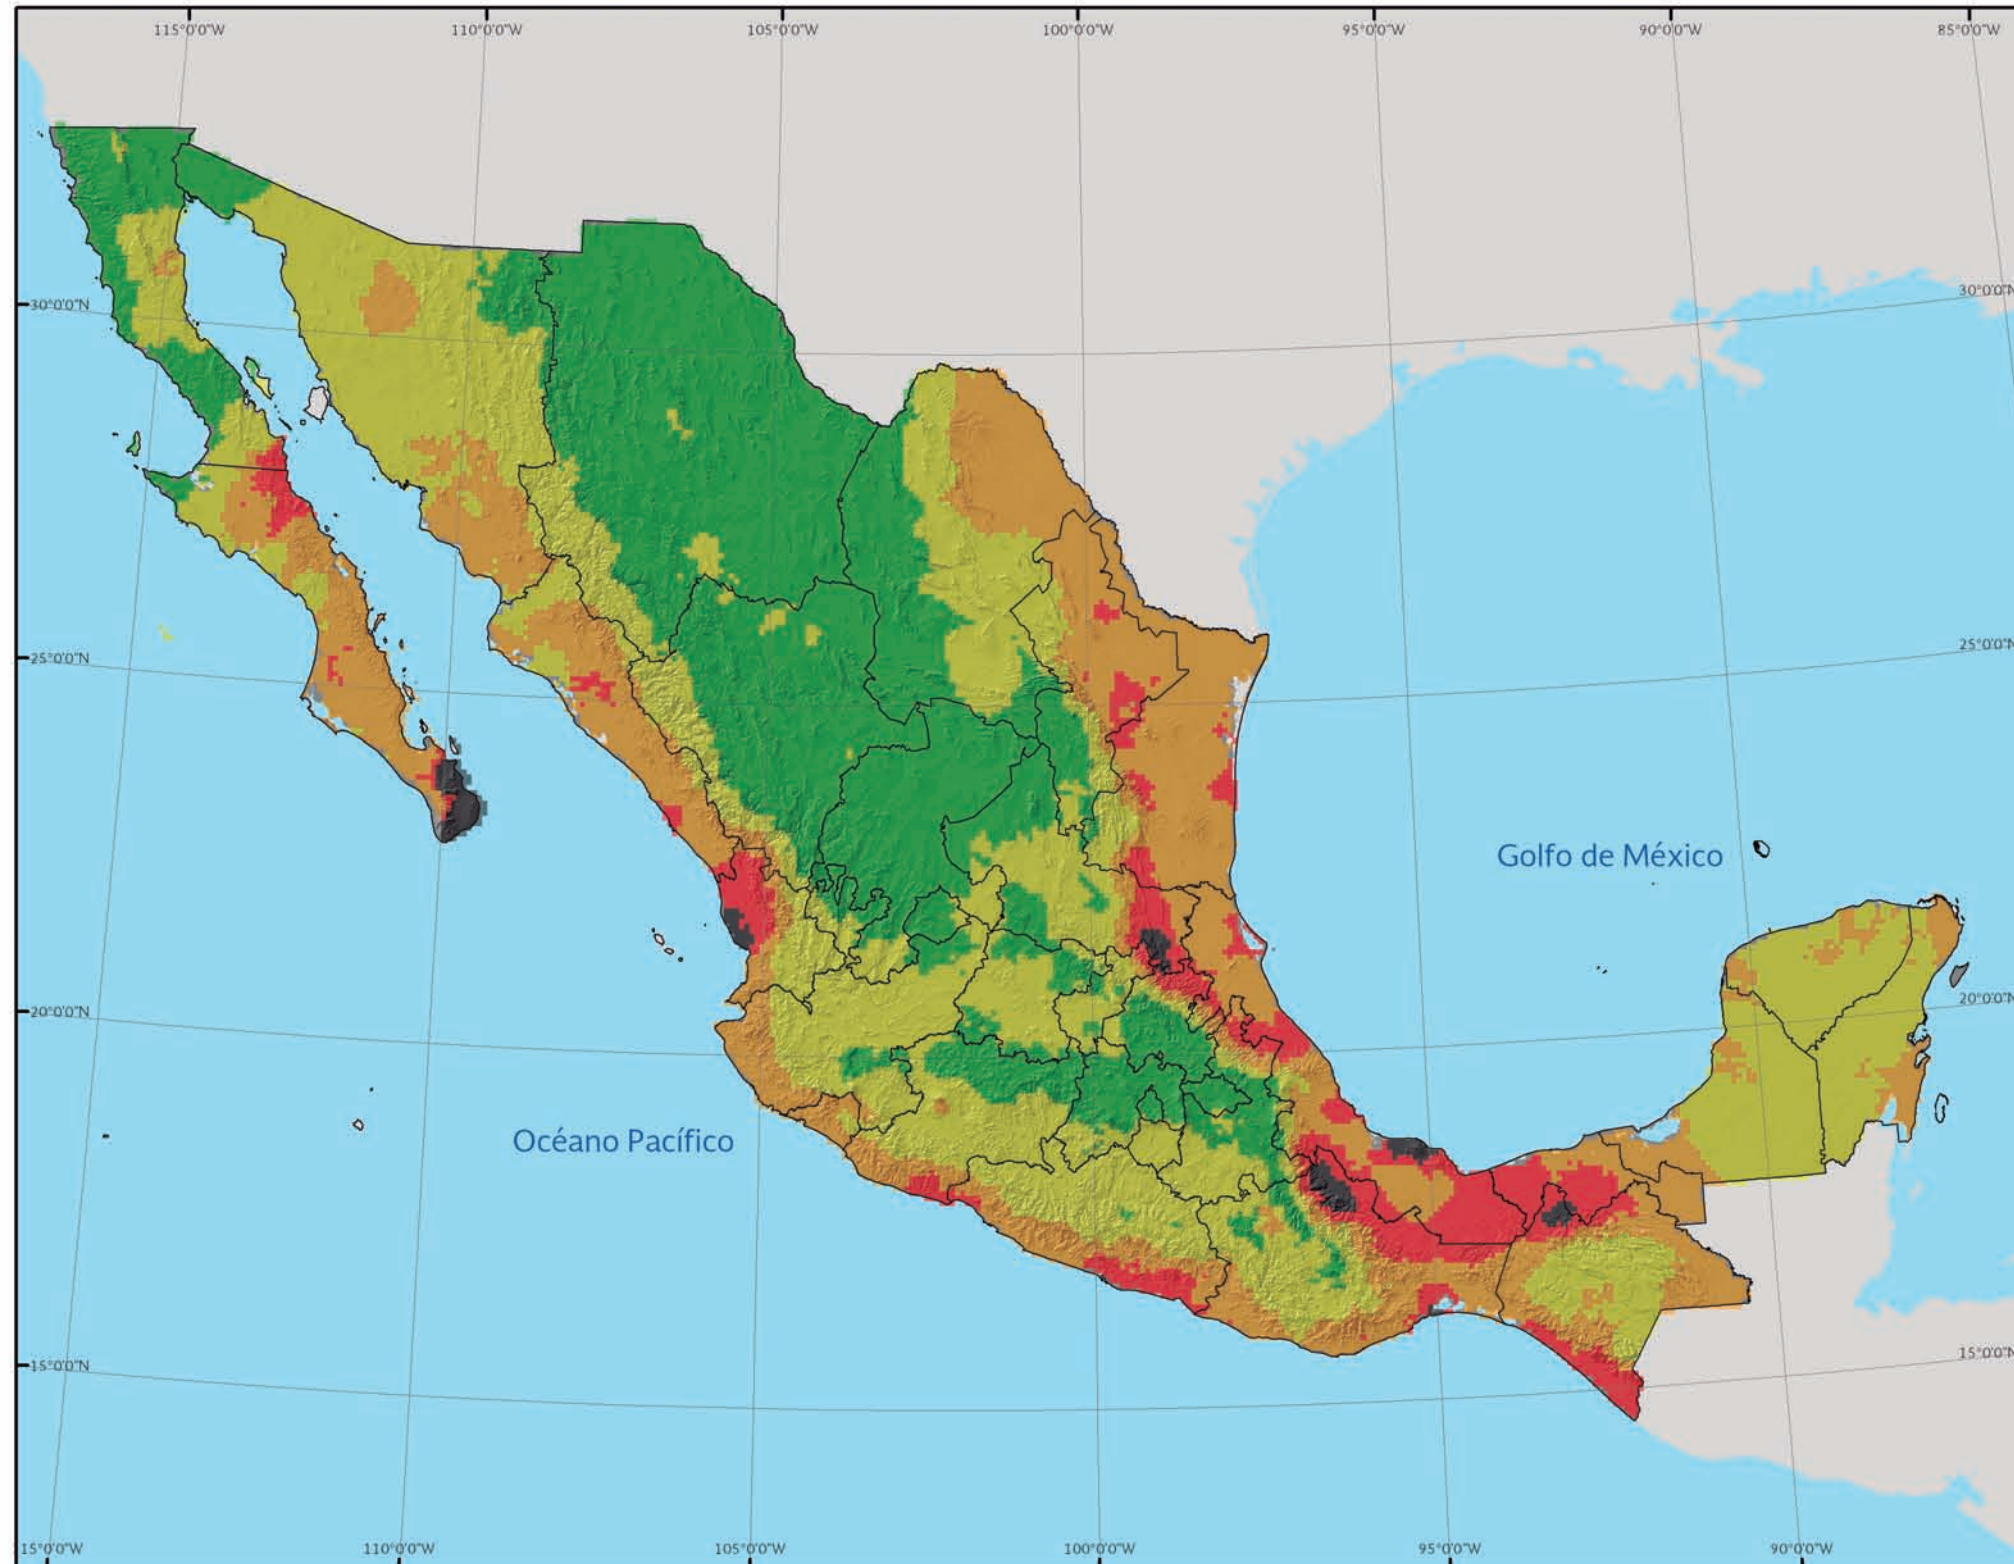 115°0'0"W 110°0'0"W 105°0'0"W 100°0'0"W 95°0'0"W 90°0'0"W 85°0'0"W
30°0'0"N 30°0'0"N
25°0'0"N 25°0'0"N
Golfo de México
20°0'0"N 20°0'0"N
Océano Pacífico
15°0'0"N 15°0'0"N
15°0'0"W 110°0'0"W 105°0'0"W 100°0'0"W 95°0'0"W 90°0'0"W